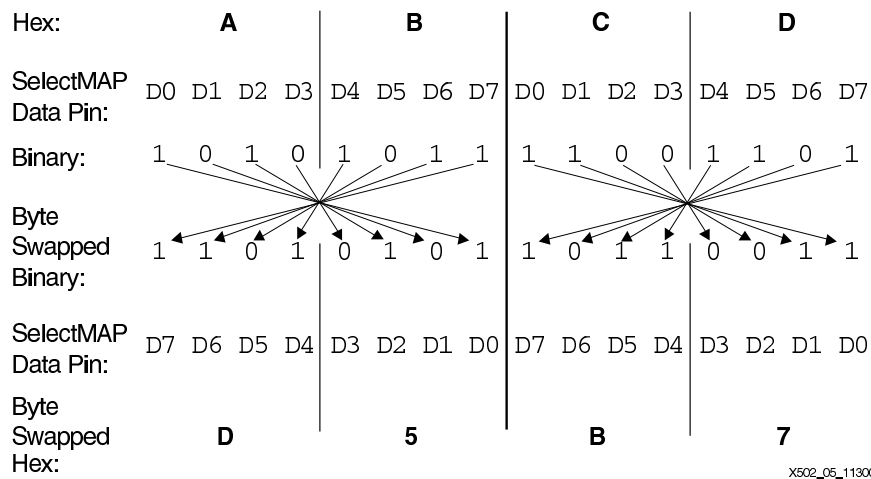 Hex: A B C D
SelectMAP
Data Pin: D0 D1 D2 D3 D4 D5 D6 D7 D0 D1 D2 D3 D4 D5 D6 D7
Binary: 1 0 1 0 1 0 1 1 1 1 0 0 1 1 0 1
Byte
Swapped
Binary: 1 1 0 1 0 1 0 1 1 0 1 1 0 0 1 1
SelectMAP
Data Pin: D7 D6 D5 D4 D3 D2 D1 D0 D7 D6 D5 D4 D3 D2 D1 D0
Byte
Swapped
Hex: D 5 B 7